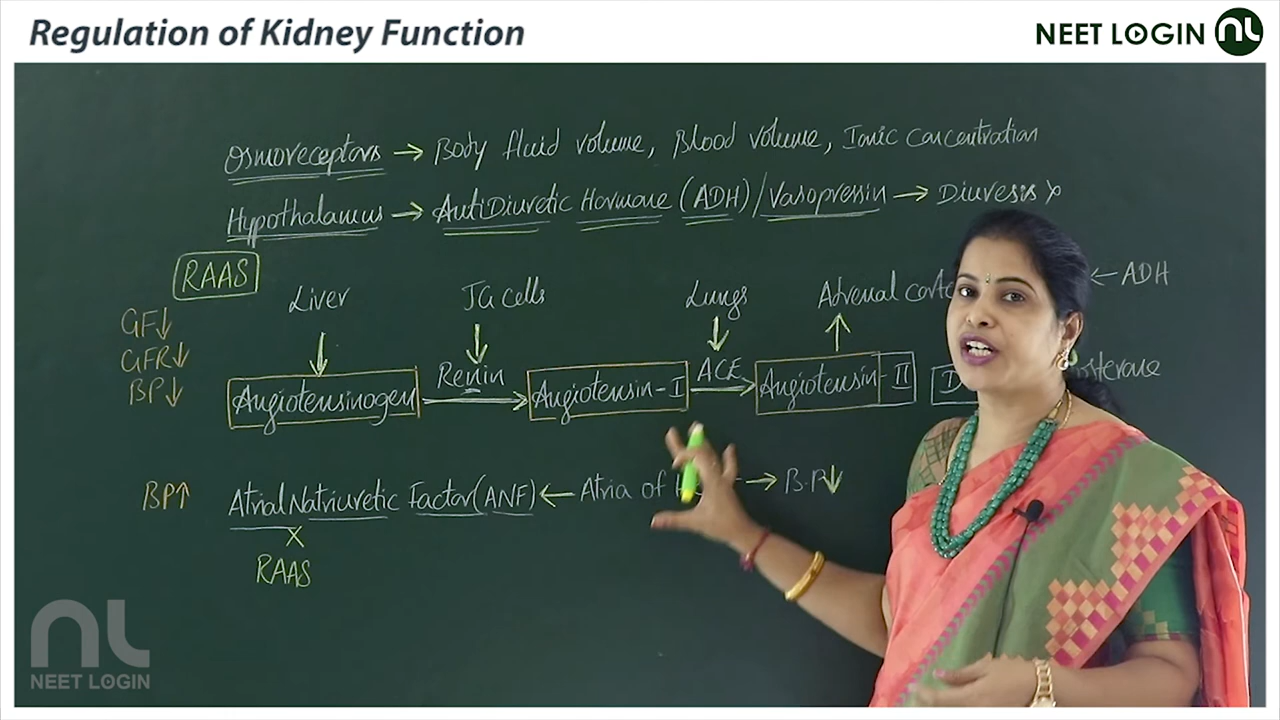 Regulation of Kidney Function
NEET LOGIN nl
Osmoreceptors → Body fluid volume, Blood volume, Ionic concentration
Hypothalamus → AntiDiuretic Hormone (ADH)/Vasopressin → Diuresis x
RAAS
Liver JG cells Lungs Adrenal ← ADH
GF↓
GFR↓
BP↓
Angiotensinogen Renin → Angiotensin-I ACE → Angiotensin-II
BP↑ Atrial Natriuretic Factor(ANF) ← Atria of → B.P↓
x
RAAS
nl
NEET LOGIN